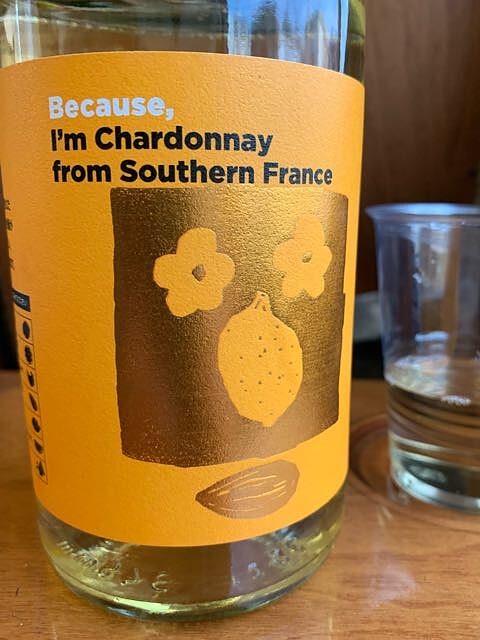 Because,
I'm Chardonnay
from Southern France